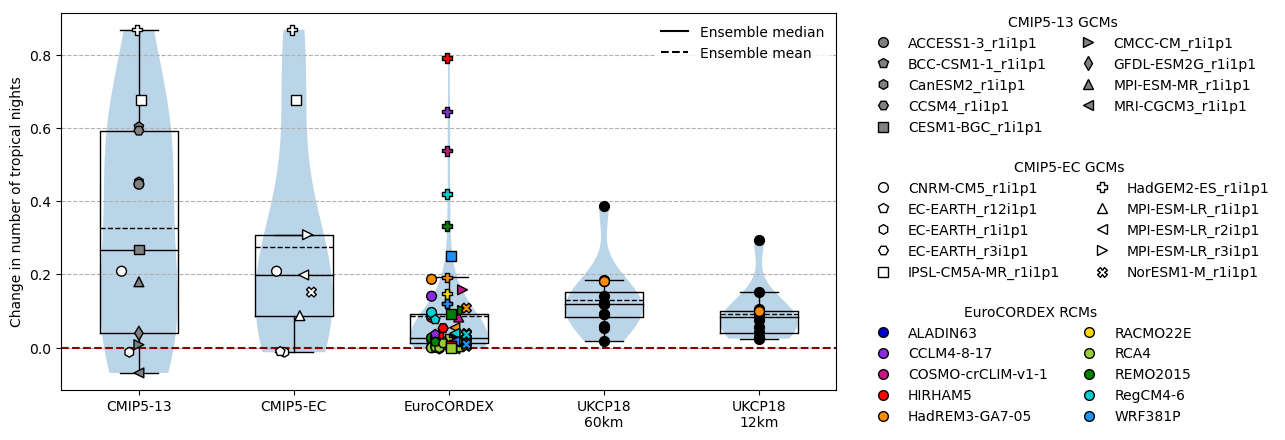 Change in number of tropical nights
0.8
0.6
0.4
0.2
0.0
Ensemble median
Ensemble mean
CMIP5-13
CMIP5-EC
EuroCORDEX
UKCP18
60km
UKCP18
12km
CMIP5-13 GCMs
ACCESS1-3_r1i1p1
BCC-CSM1-1_r1i1p1
CanESM2_r1i1p1
CCSM4_r1i1p1
CESM1-BGC_r1i1p1
CMCC-CM_r1i1p1
GFDL-ESM2G_r1i1p1
MPI-ESM-MR_r1i1p1
MRI-CGCM3_r1i1p1
CMIP5-EC GCMs
CNRM-CM5_r1i1p1
EC-EARTH_r12i1p1
EC-EARTH_r1i1p1
EC-EARTH_r3i1p1
IPSL-CM5A-MR_r1i1p1
HadGEM2-ES_r1i1p1
MPI-ESM-LR_r1i1p1
MPI-ESM-LR_r2i1p1
MPI-ESM-LR_r3i1p1
NorESM1-M_r1i1p1
EuroCORDEX RCMs
ALADIN63
CCLM4-8-17
COSMO-crCLIM-v1-1
HIRHAM5
HadREM3-GA7-05
RACMO22E
RCA4
REMO2015
RegCM4-6
WRF381P